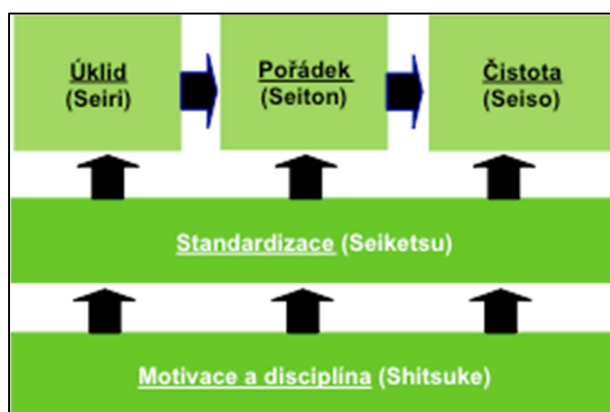 Úklid
(Seiri)
Pořádek
(Seiton)
Čistota
(Seiso)
Standardizace (Seiketsu)
Motivace a disciplína (Shitsuke)